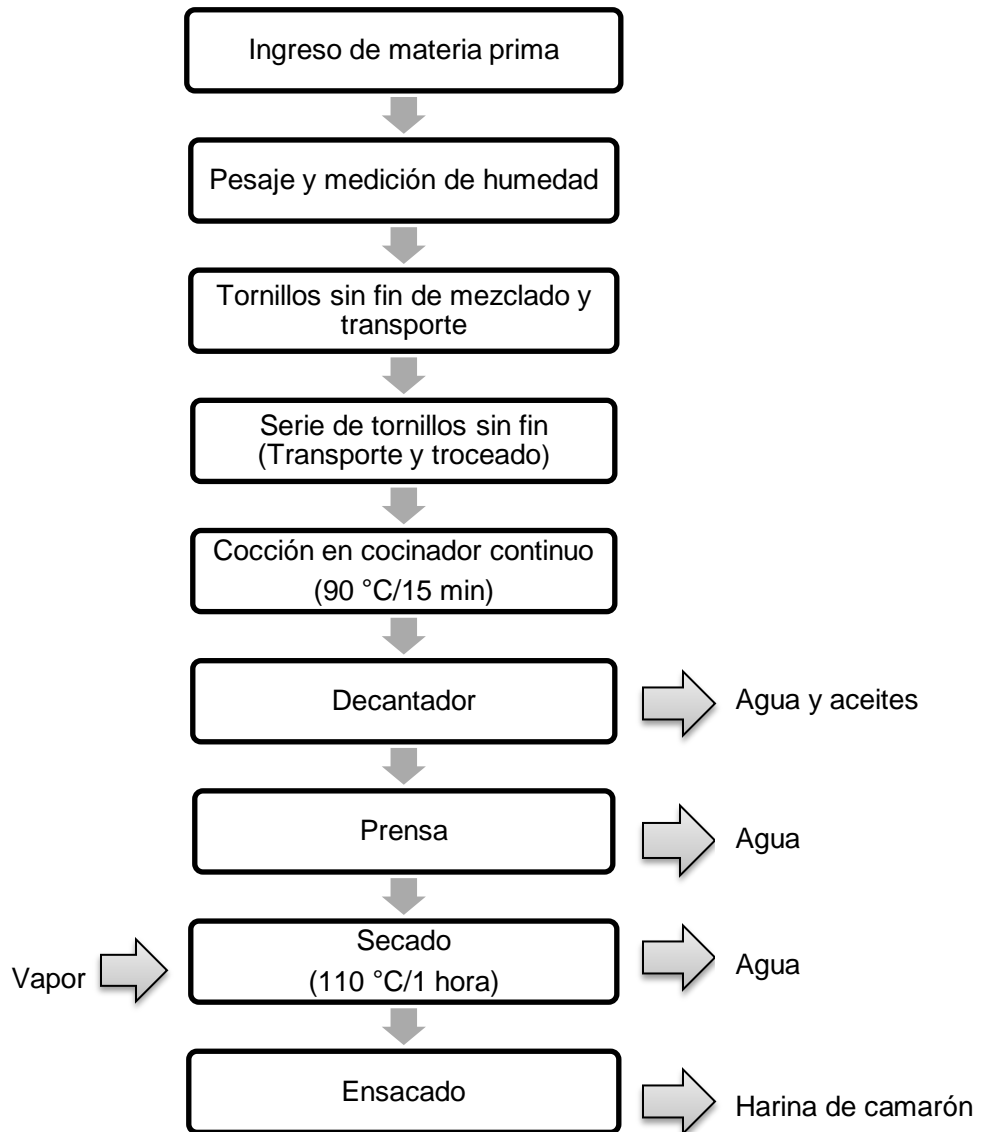 Ingreso de materia prima
Pesaje y medición de humedad
Tornillos sin fin de mezclado y
transporte
Serie de tornillos sin fin
(Transporte y troceado)
Cocción en cocinador continuo
(90 °C/15 min)
Decantador
Agua y aceites
Prensa
Agua
Vapor
Secado
(110 °C/1 hora)
Agua
Ensacado
Harina de camarón